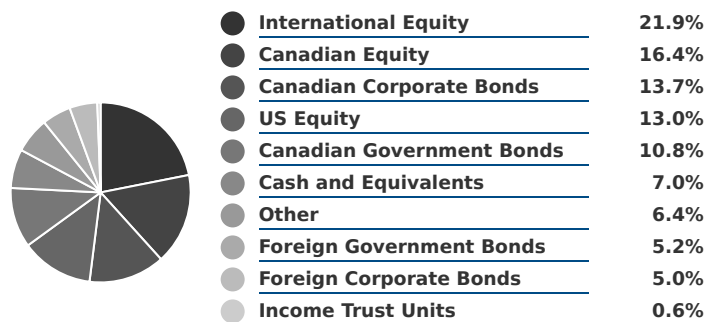 International Equity 21.9%
Canadian Equity 16.4%
Canadian Corporate Bonds 13.7%
US Equity 13.0%
Canadian Government Bonds 10.8%
Cash and Equivalents 7.0%
Other 6.4%
Foreign Government Bonds 5.2%
Foreign Corporate Bonds 5.0%
Income Trust Units 0.6%